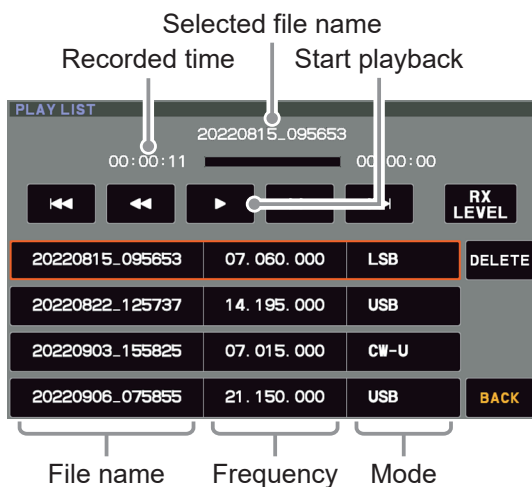 Selected file name
Recorded time Start playback
PLAY LIST
20220815_095653
00:00:11 00:00:00
RX
LEVEL
20220815_095653 07.060.000 LSB DELETE
20220822_125737 14.195.000 USB
20220903_155825 07.015.000 CW-U
20220906_075855 21.150.000 USB BACK
File name Frequency Mode